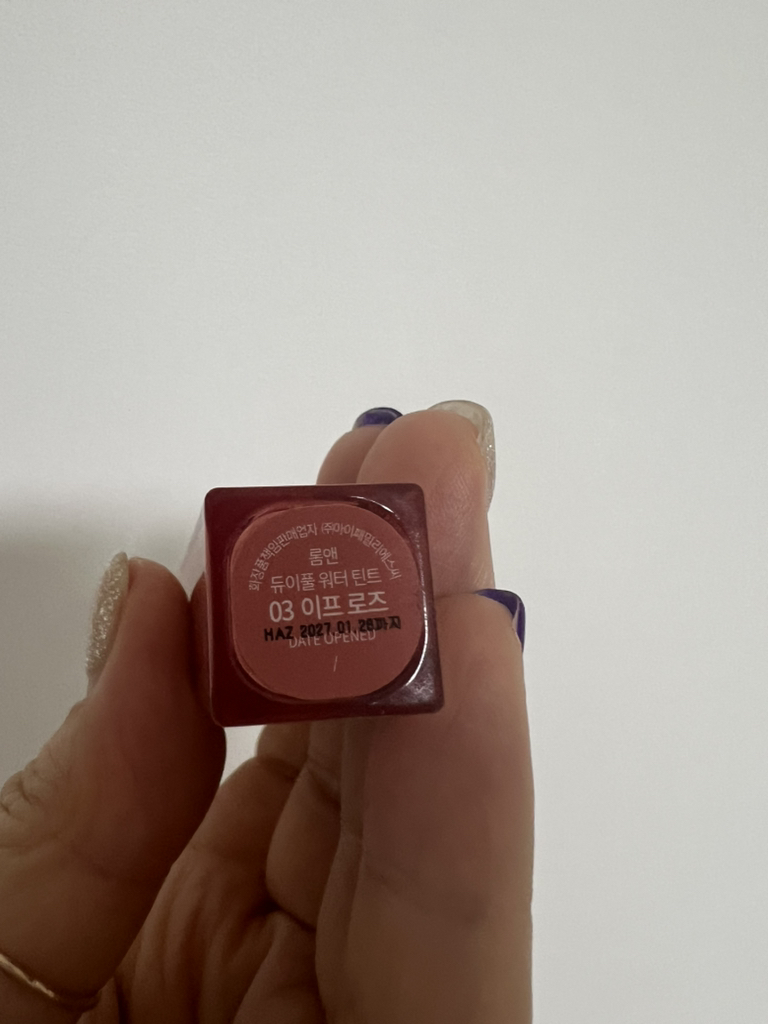 화장품책임판매업자 ㈜아이패밀리에스씨
롬앤
듀이풀 워터 틴트
03 이프 로즈
HAZ 2027.01.28까지
DATE OPENED
/